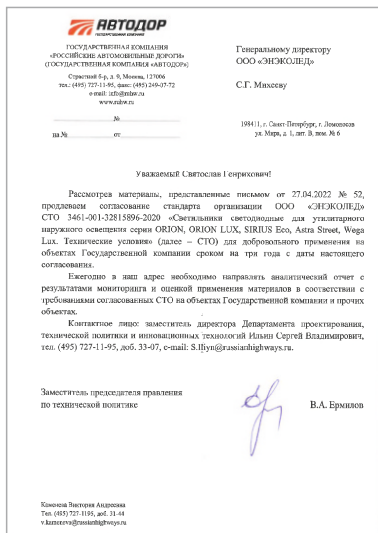 АВТОДОР
ГОСУДАРСТВЕННАЯ КОМПАНИЯ
ГОСУДАРСТВЕННАЯ КОМПАНИЯ
«РОССИЙСКИЕ АВТОМОБИЛЬНЫЕ ДОРОГИ»
(ГОСУДАРСТВЕННАЯ КОМПАНИЯ «АВТОДОР»)
Страстной б-р, д. 9, Москва, 127006
тел.: (495) 727-11-95, факс: (495) 249-07-72
e-mail: info@ruhw.ru
www.ruhw.ru
№
на № от
Генеральному директору
ООО «ЭНЭКОЛЕД»
С.Г. Михееву
198411, г. Санкт-Петербург, г. Ломоносов
ул. Мира, д. 1, лит. В, пом. № 6
Уважаемый Святослав Генрихович!
Рассмотрев материалы, представленные письмом от 27.04.2022 № 52,
продлеваем согласование стандарта организации ООО «ЭНЭКОЛЕД»
СТО 3461-001-32815896-2020 «Светильники светодиодные для утилитарного
наружного освещения серии ORION, ORION LUX, SIRIUS Eco, Astra Street, Wega
Lux. Технические условия» (далее – СТО) для добровольного применения на
объектах Государственной компании сроком на три года с даты настоящего
согласования.
Ежегодно в наш адрес необходимо направлять аналитический отчет с
результатами мониторинга и оценкой применения материалов в соответствии с
требованиями согласованных СТО на объектах Государственной компании и прочих
объектах.
Контактное лицо: заместитель директора Департамента проектирования,
технической политики и инновационных технологий Ильин Сергей Владимирович,
тел. (495) 727-11-95, доб. 33-07, e-mail: S.Iliyn@russianhighways.ru.
Заместитель председателя правления
по технической политике
В.А. Ермилов
Каменева Виктория Андреевна
Тел. (495) 727-1195, доб. 31-44
v.kameneva@russianhighways.ru